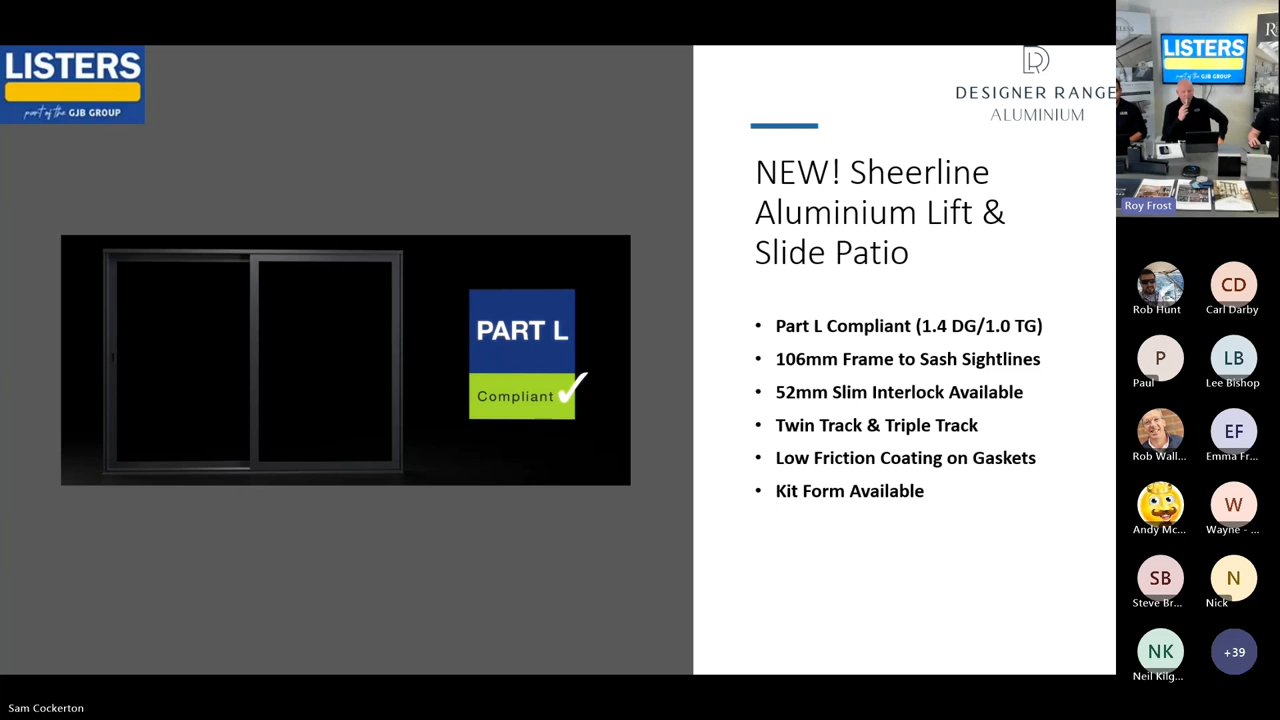 LISTERS
part of the GJB GROUP
PART L
Compliant
DESIGNER RANGE
ALUMINIUM
NEW! Sheerline
Aluminium Lift &
Slide Patio
• Part L Compliant (1.4 DG/1.0 TG)
• 106mm Frame to Sash Sightlines
• 52mm Slim Interlock Available
• Twin Track & Triple Track
• Low Friction Coating on Gaskets
• Kit Form Available
LISTERS
part of the GJB GROUP
R
Roy Frost
Rob Hunt
CD
Carl Darby
P
Paul
LB
Lee Bishop
Rob Wall...
EF
Emma Fr...
Andy Mc...
W
Wayne - ...
SB
Steve Br...
N
Nick
NK
Neil Kilg...
+39
Sam Cockerton